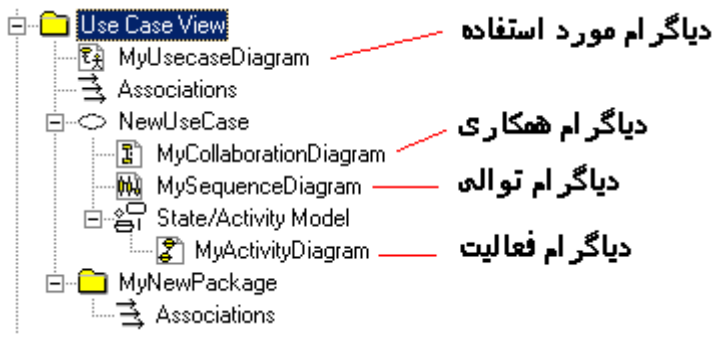 Use Case View
MyUsecaseDiagram
دیاگرام مورد استفاده
Associations
NewUseCase
MyCollaborationDiagram
دیاگرام همکاری
MySequenceDiagram
دیاگرام توالی
State/Activity Model
MyActivityDiagram
دیاگرام فعالیت
MyNewPackage
Associations